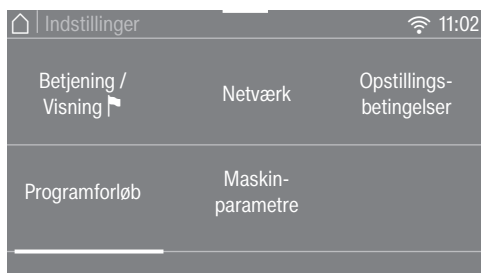 Indstillinger 11:02
Betjening /
Visning
Netværk
Opstillings-
betingelser
Programforløb
Maskin-
parametre